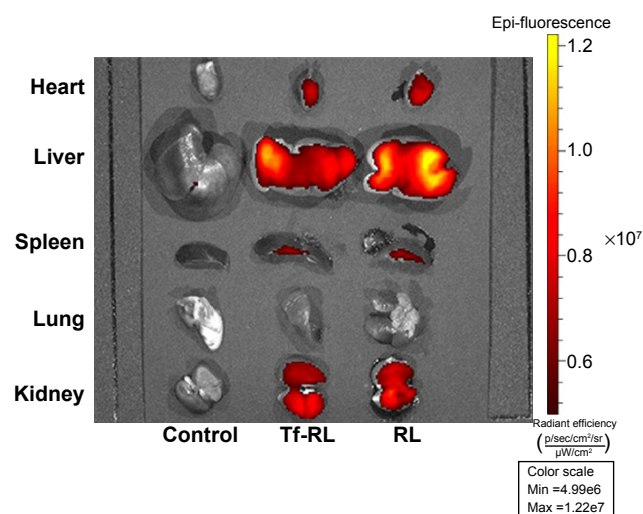 Epi-fluorescence
Heart
Liver
Spleen
Lung
Kidney
Control Tf-RL RL
1.2
1.0
0.8
0.6
×10⁷
Radiant efficiency
(p/sec/cm²/sr
µW/cm²)
Color scale
Min =4.99e6
Max =1.22e7